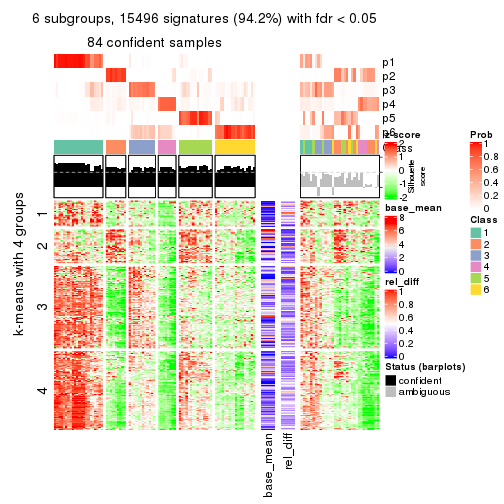 6 subgroups, 15496 signatures (94.2%) with fdr < 0.05
84 confident samples
p1
p2
p3
p4
p5
p6
Class
1
2
3
4
k-means with 4 groups
Silhouette
score
base_mean
rel_diff
z_score
2
1
0
-1
-2
base_mean
8
6
4
2
0
rel_diff
1
0.8
0.6
0.4
0.2
0
Status (barplots)
confident
ambiguous
Prob
1
0.8
0.6
0.4
0.2
0
Class
1
2
3
4
5
6